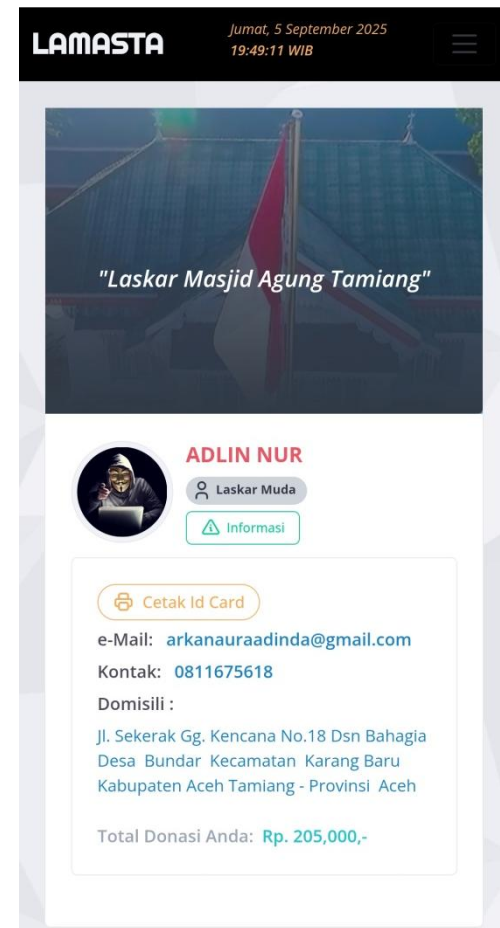 LAMASTA
Jumat, 5 September 2025
19:49:11 WIB
"Laskar Masjid Agung Tamiang"
ADLIN NUR
Laskar Muda
Informasi
Cetak Id Card
e-Mail: arkanauraadinda@gmail.com
Kontak: 0811675618
Domisili :
Jl. Sekerak Gg. Kencana No.18 Dsn Bahagia
Desa Bundar Kecamatan Karang Baru
Kabupaten Aceh Tamiang - Provinsi Aceh
Total Donasi Anda: Rp. 205,000,-